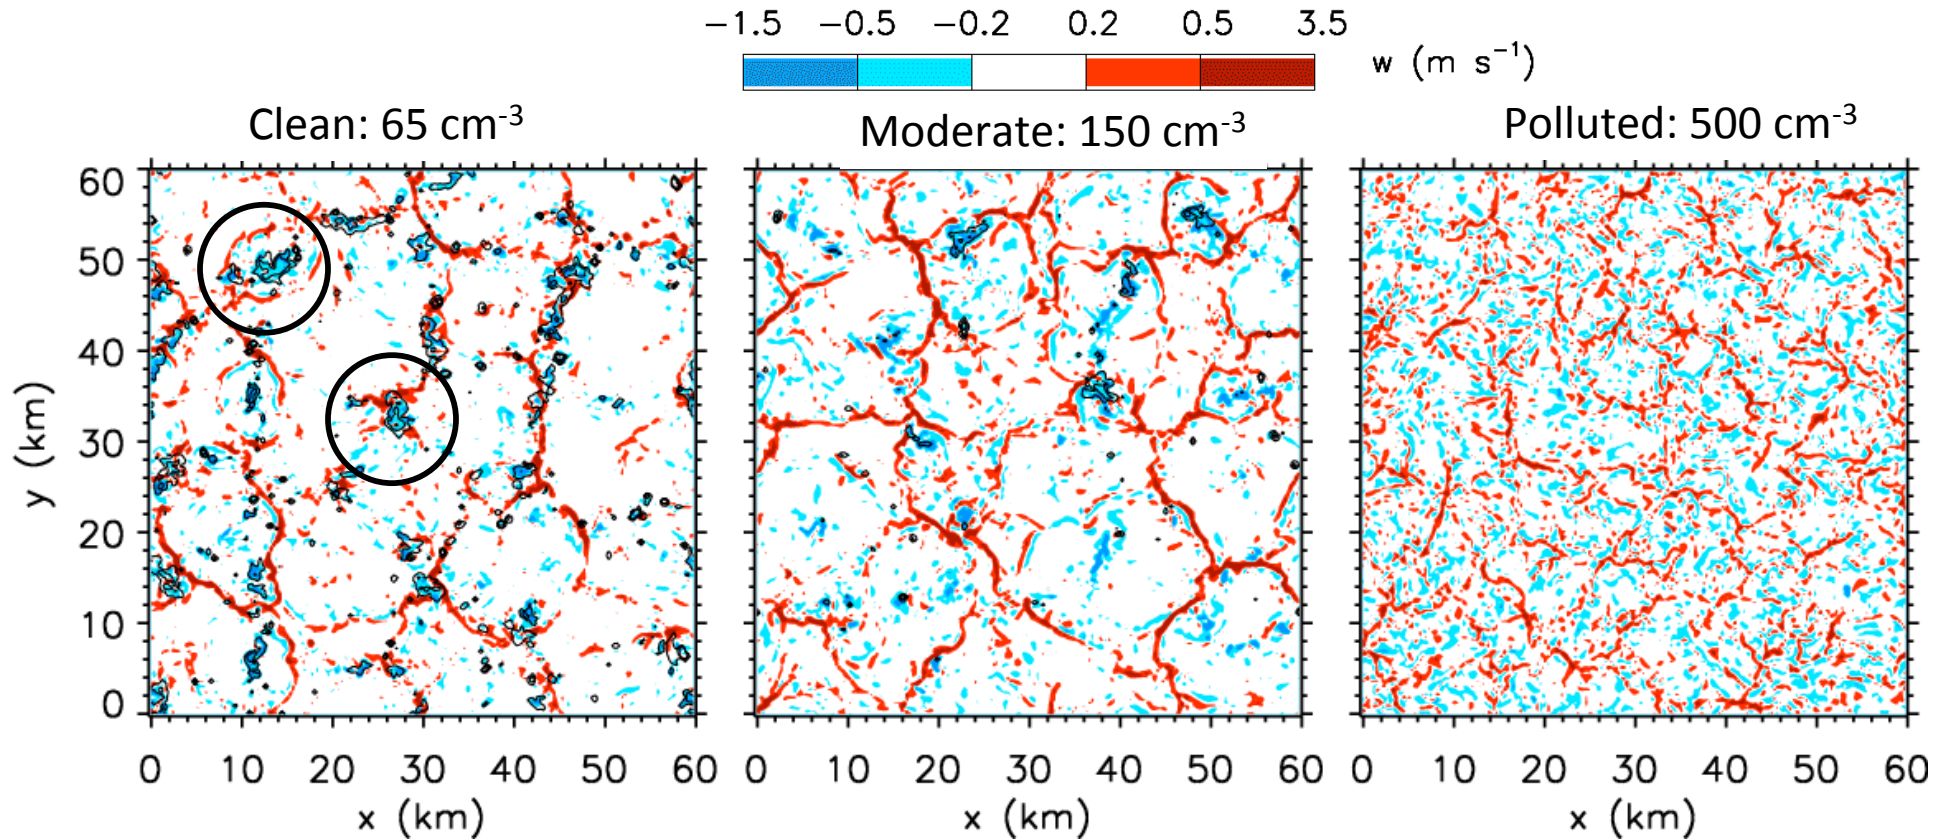 −1.5 −0.5 −0.2 0.2 0.5 3.5
w (m s⁻¹)
Clean: 65 cm⁻³
Moderate: 150 cm⁻³
Polluted: 500 cm⁻³
60
50
40
30
20
10
0
y (km)
0 10 20 30 40 50 60
0 10 20 30 40 50 60
0 10 20 30 40 50 60
x (km)
x (km)
x (km)